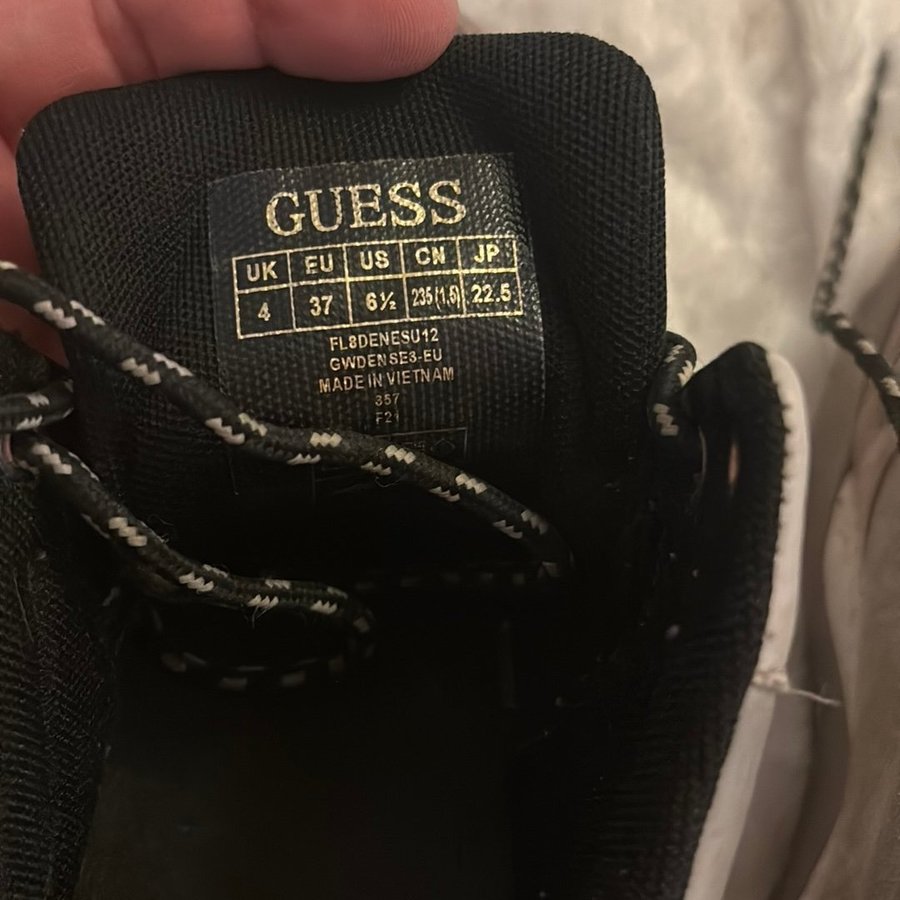 GUESS
UK EU US CN JP
4 37 6½ 235(1,5) 22.5
FL8DENESU12
GWDENSE3-EU
MADE IN VIETNAM
357
F21